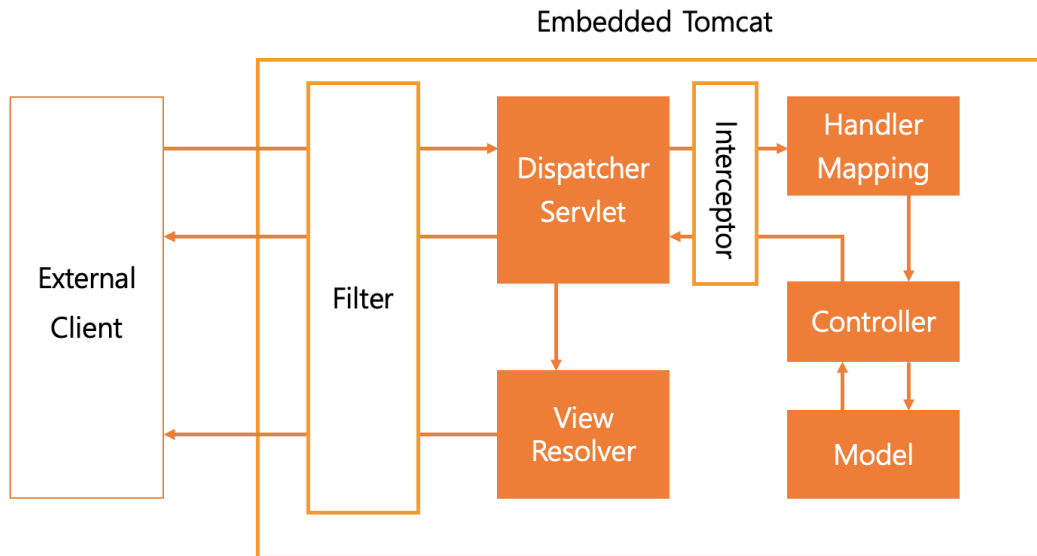 Embedded Tomcat
External
Client
Filter
Dispatcher
Servlet
View
Resolver
Interceptor
Handler
Mapping
Controller
Model